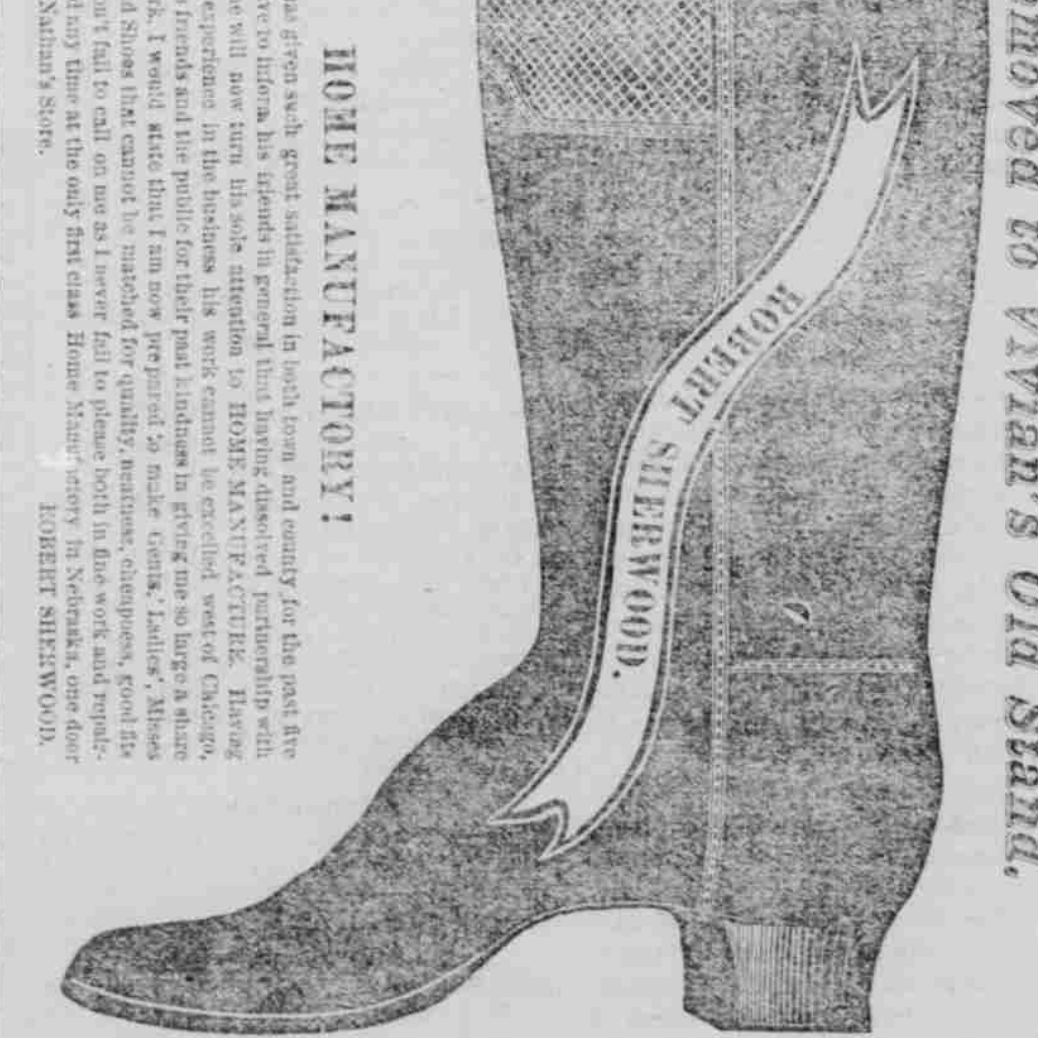 moved to Vivian's Old Stand.
ROBERT SHERWOOD.
HOME MANUFACTORY!
has given such great satisfaction in both town and county for the past five
ve to inform his friends in general that having dissolved partnership with
he will now turn his sole attention to HOME MANUFACTURE. Having
experience in the business his work cannot be excelled west of Chicago,
friends and the public for their past kindness in giving me so large a share
rk. I would state that I am now prepared to make Gents,' Ladies', Misses
d Shoes that cannot be matched for quality, neatness, cheapness, good fits
on't fail to call on me as I never fail to please both in fine work and repair-
d any time at the only first class Home Manufactory in Nebraska, one door
Nathan's Store.
ROBERT SHERWOOD.